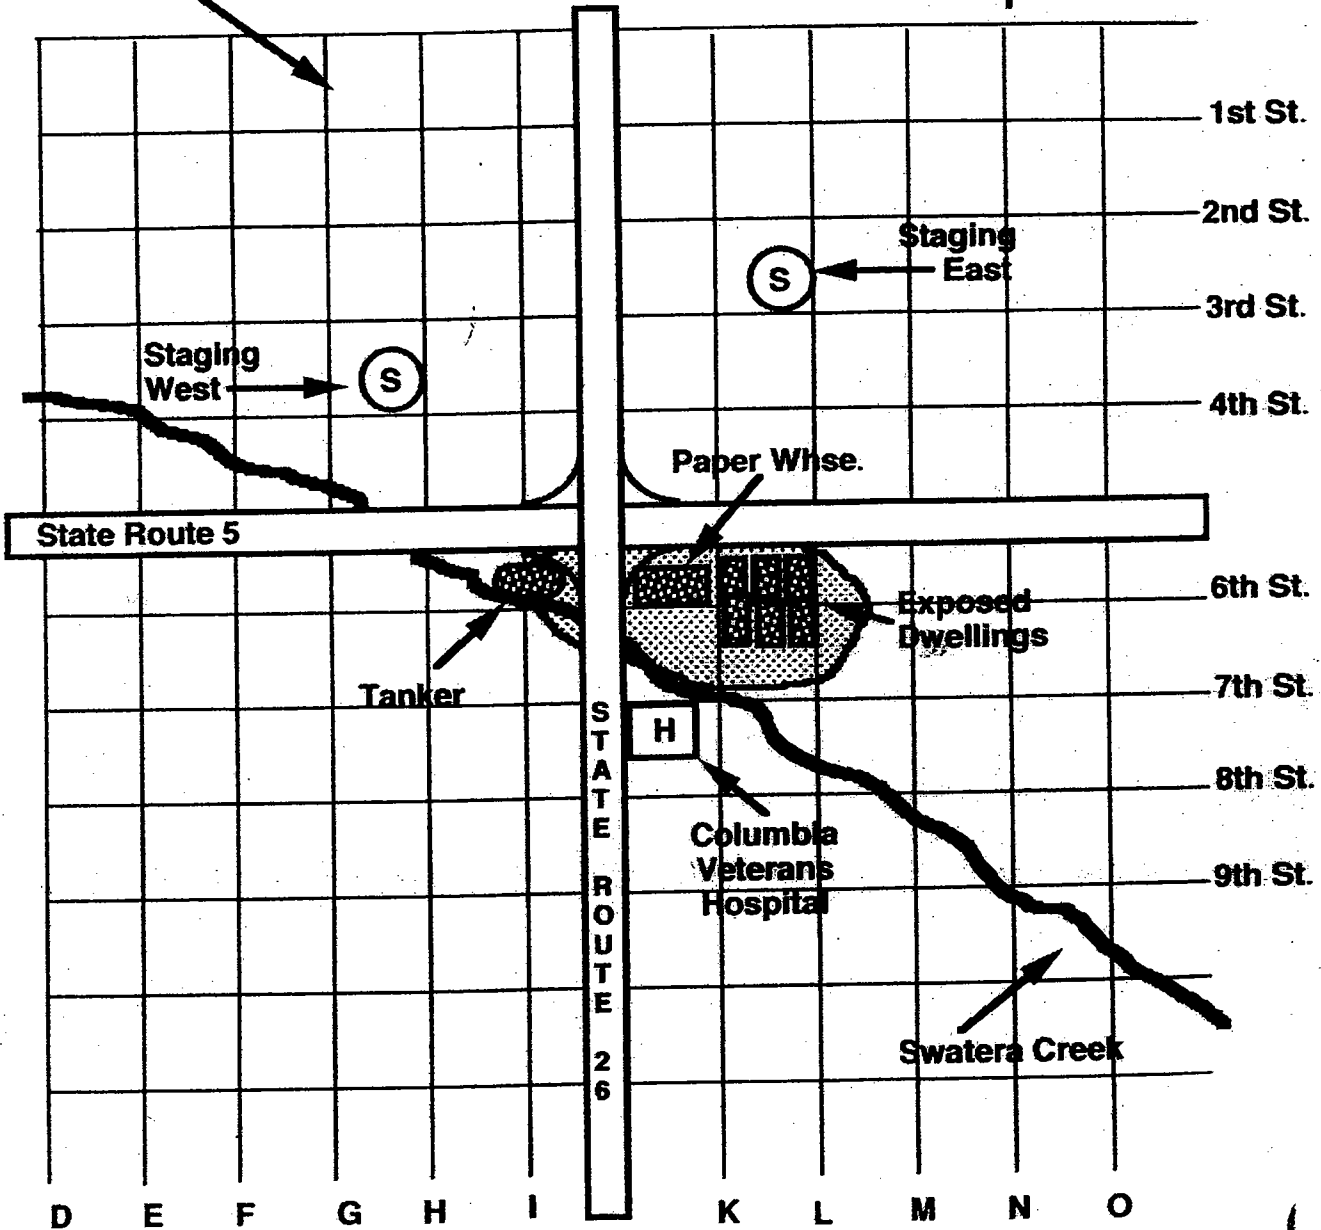 1st St.
2nd St.
Staging
East
S
3rd St.
Staging
West
S
4th St.
Paper Whse.
State Route 5
6th St.
Exposed
Dwellings
Tanker
7th St.
STATE ROUTE 26
H
8th St.
Columbia
Veterans
Hospital
9th St.
Swatera Creek
D E F G H I K L M N O